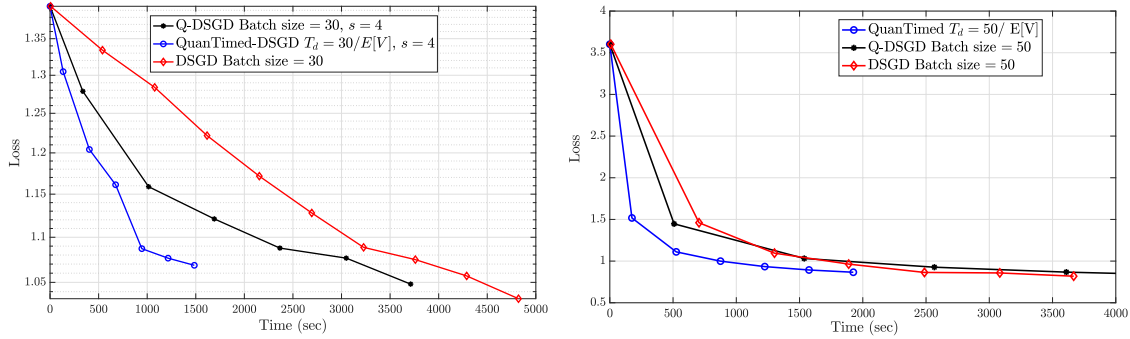 1.35
1.3
1.25
1.2
1.15
1.1
1.05
Loss
0 500 1000 1500 2000 2500 3000 3500 4000 4500 5000
Time (sec)
Q-DSGD Batch size = 30, s = 4
QuanTimed-DSGD T_d = 30/E[V], s = 4
DSGD Batch size = 30
4
3.5
3
2.5
2
1.5
1
0.5
Loss
0 500 1000 1500 2000 2500 3000 3500 4000
Time (sec)
QuanTimed T_d = 50/ E[V]
Q-DSGD Batch size = 50
DSGD Batch size = 50